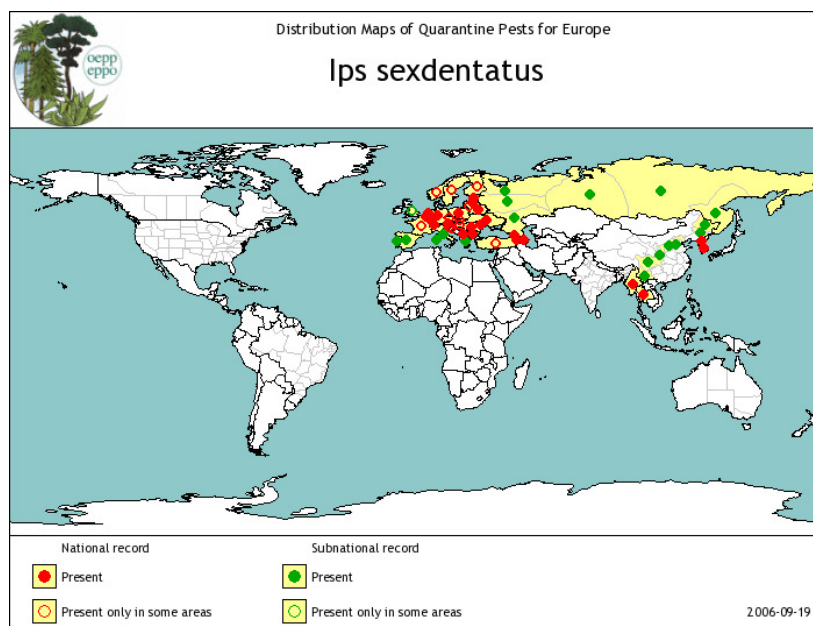 oepp
eppo
Distribution Maps of Quarantine Pests for Europe
Ips sexdentatus
National record
Subnational record
Present
Present
Present only in some areas
Present only in some areas
2006-09-19